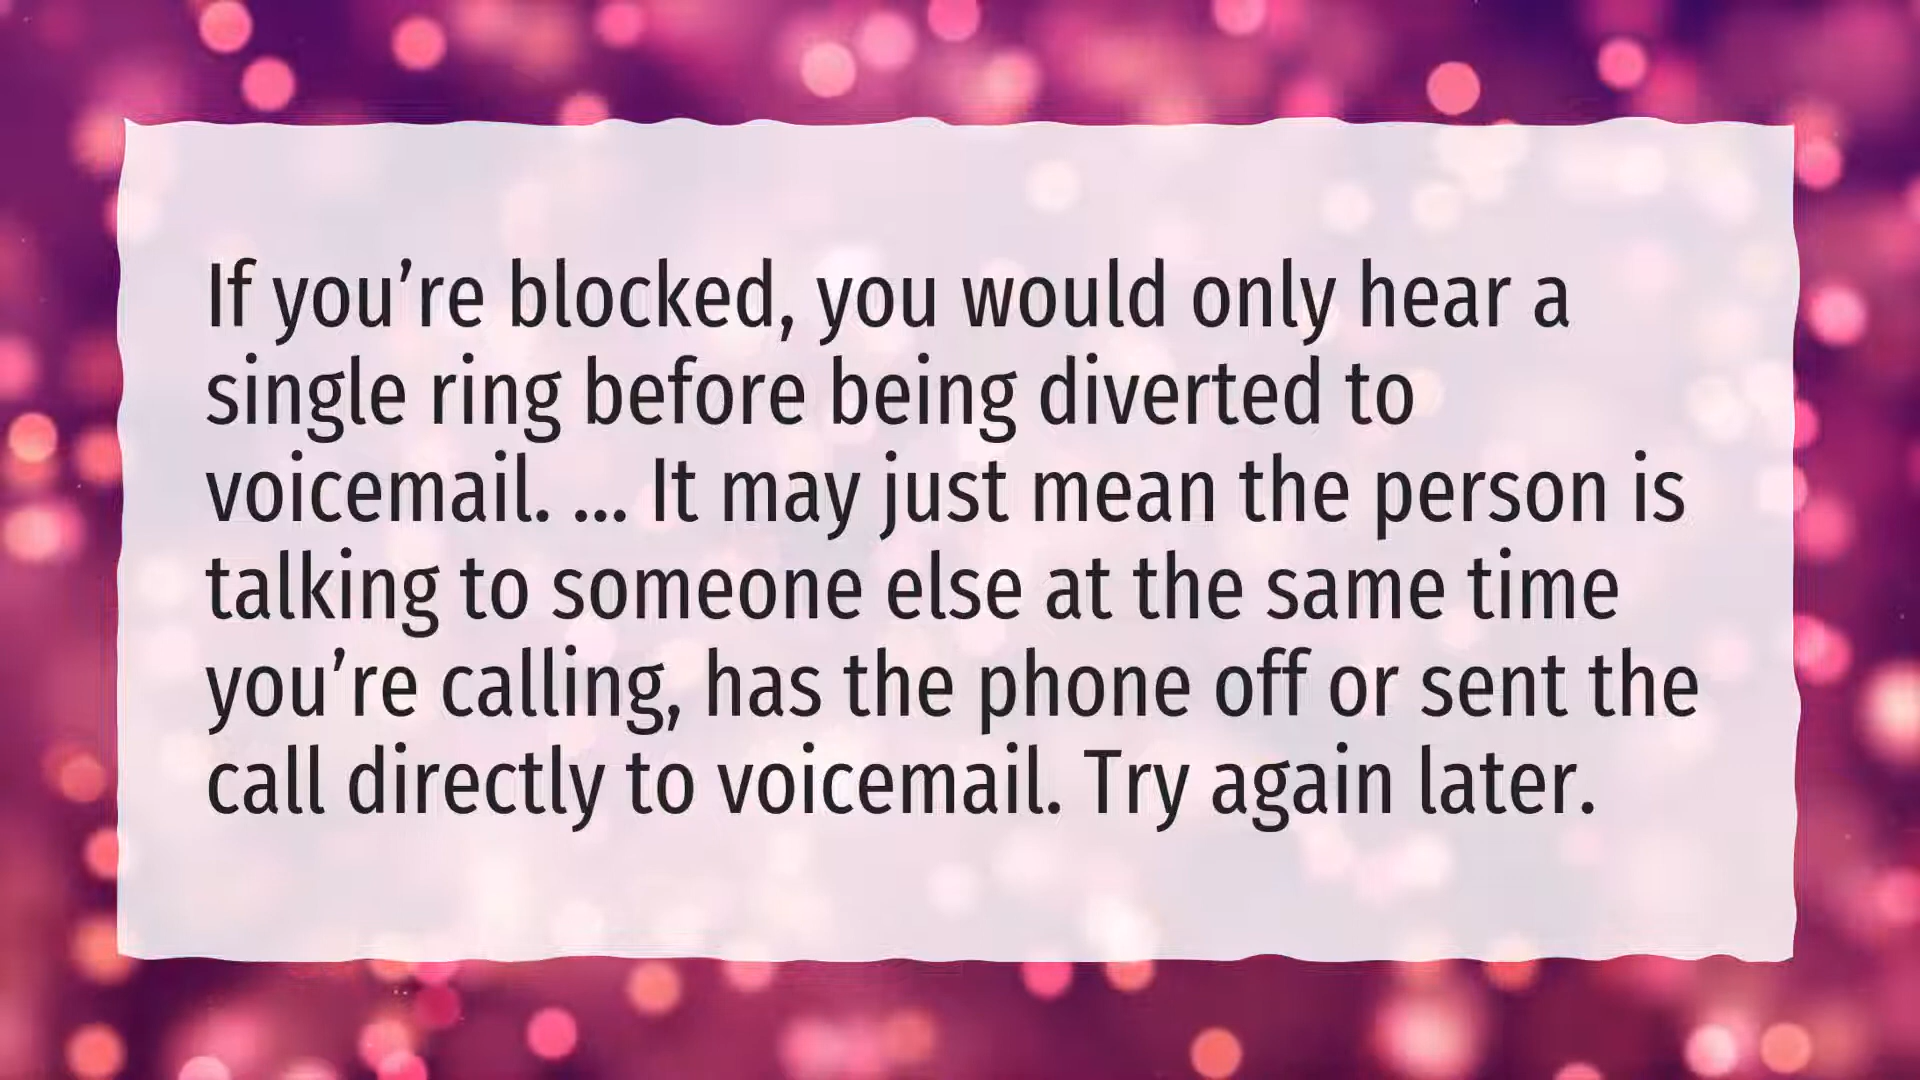 If you’re blocked, you would only hear a
single ring before being diverted to
voicemail. ... It may just mean the person is
talking to someone else at the same time
you’re calling, has the phone off or sent the
call directly to voicemail. Try again later.